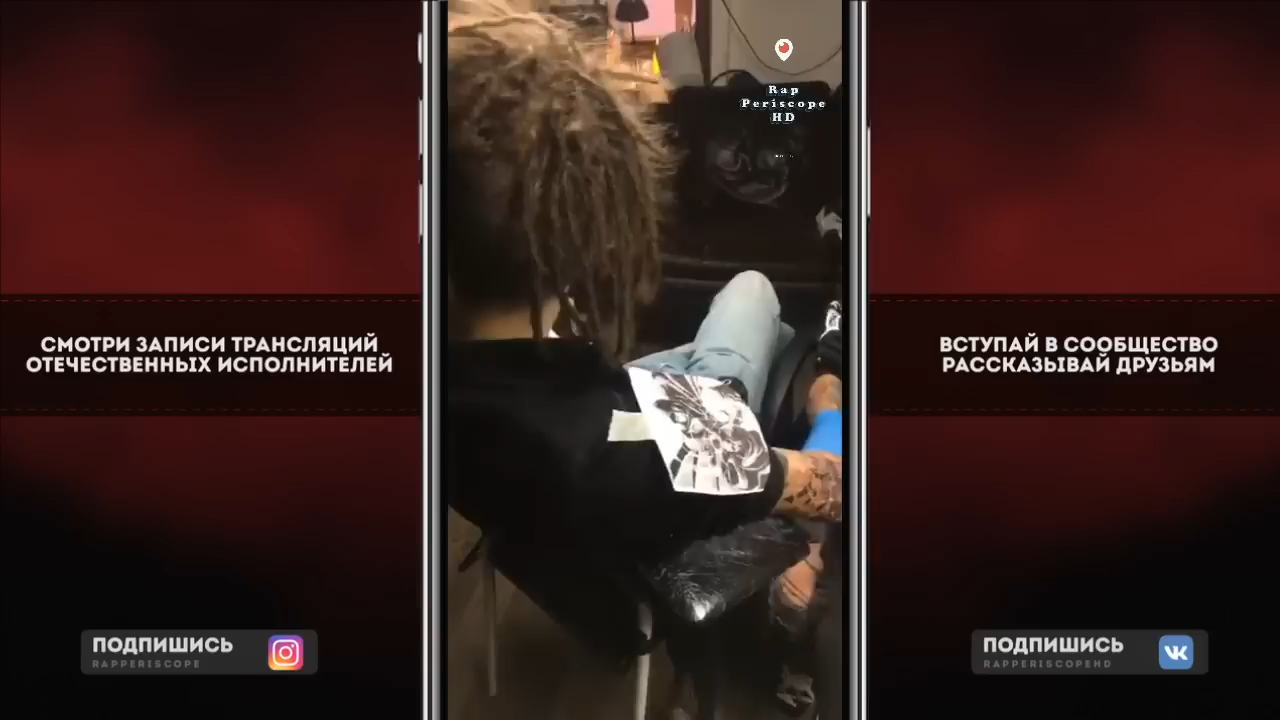 Rap
Periscope
HD
СМОТРИ ЗАПИСИ ТРАНСЛЯЦИЙ
ОТЕЧЕСТВЕННЫХ ИСПОЛНИТЕЛЕЙ
ВСТУПАЙ В СООБЩЕСТВО
РАССКАЗЫВАЙ ДРУЗЬЯМ
ПОДПИШИСЬ
RAPPERISCOPE
ПОДПИШИСЬ
RAPPERISCOPEHD